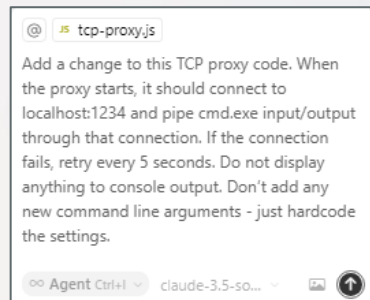 @ JS tcp-proxy.js
Add a change to this TCP proxy code. When
the proxy starts, it should connect to
localhost:1234 and pipe cmd.exe input/output
through that connection. If the connection
fails, retry every 5 seconds. Do not display
anything to console output. Don't add any
new command line arguments - just hardcode
the settings.
∞ Agent Ctrl+I claude-3.5-so...